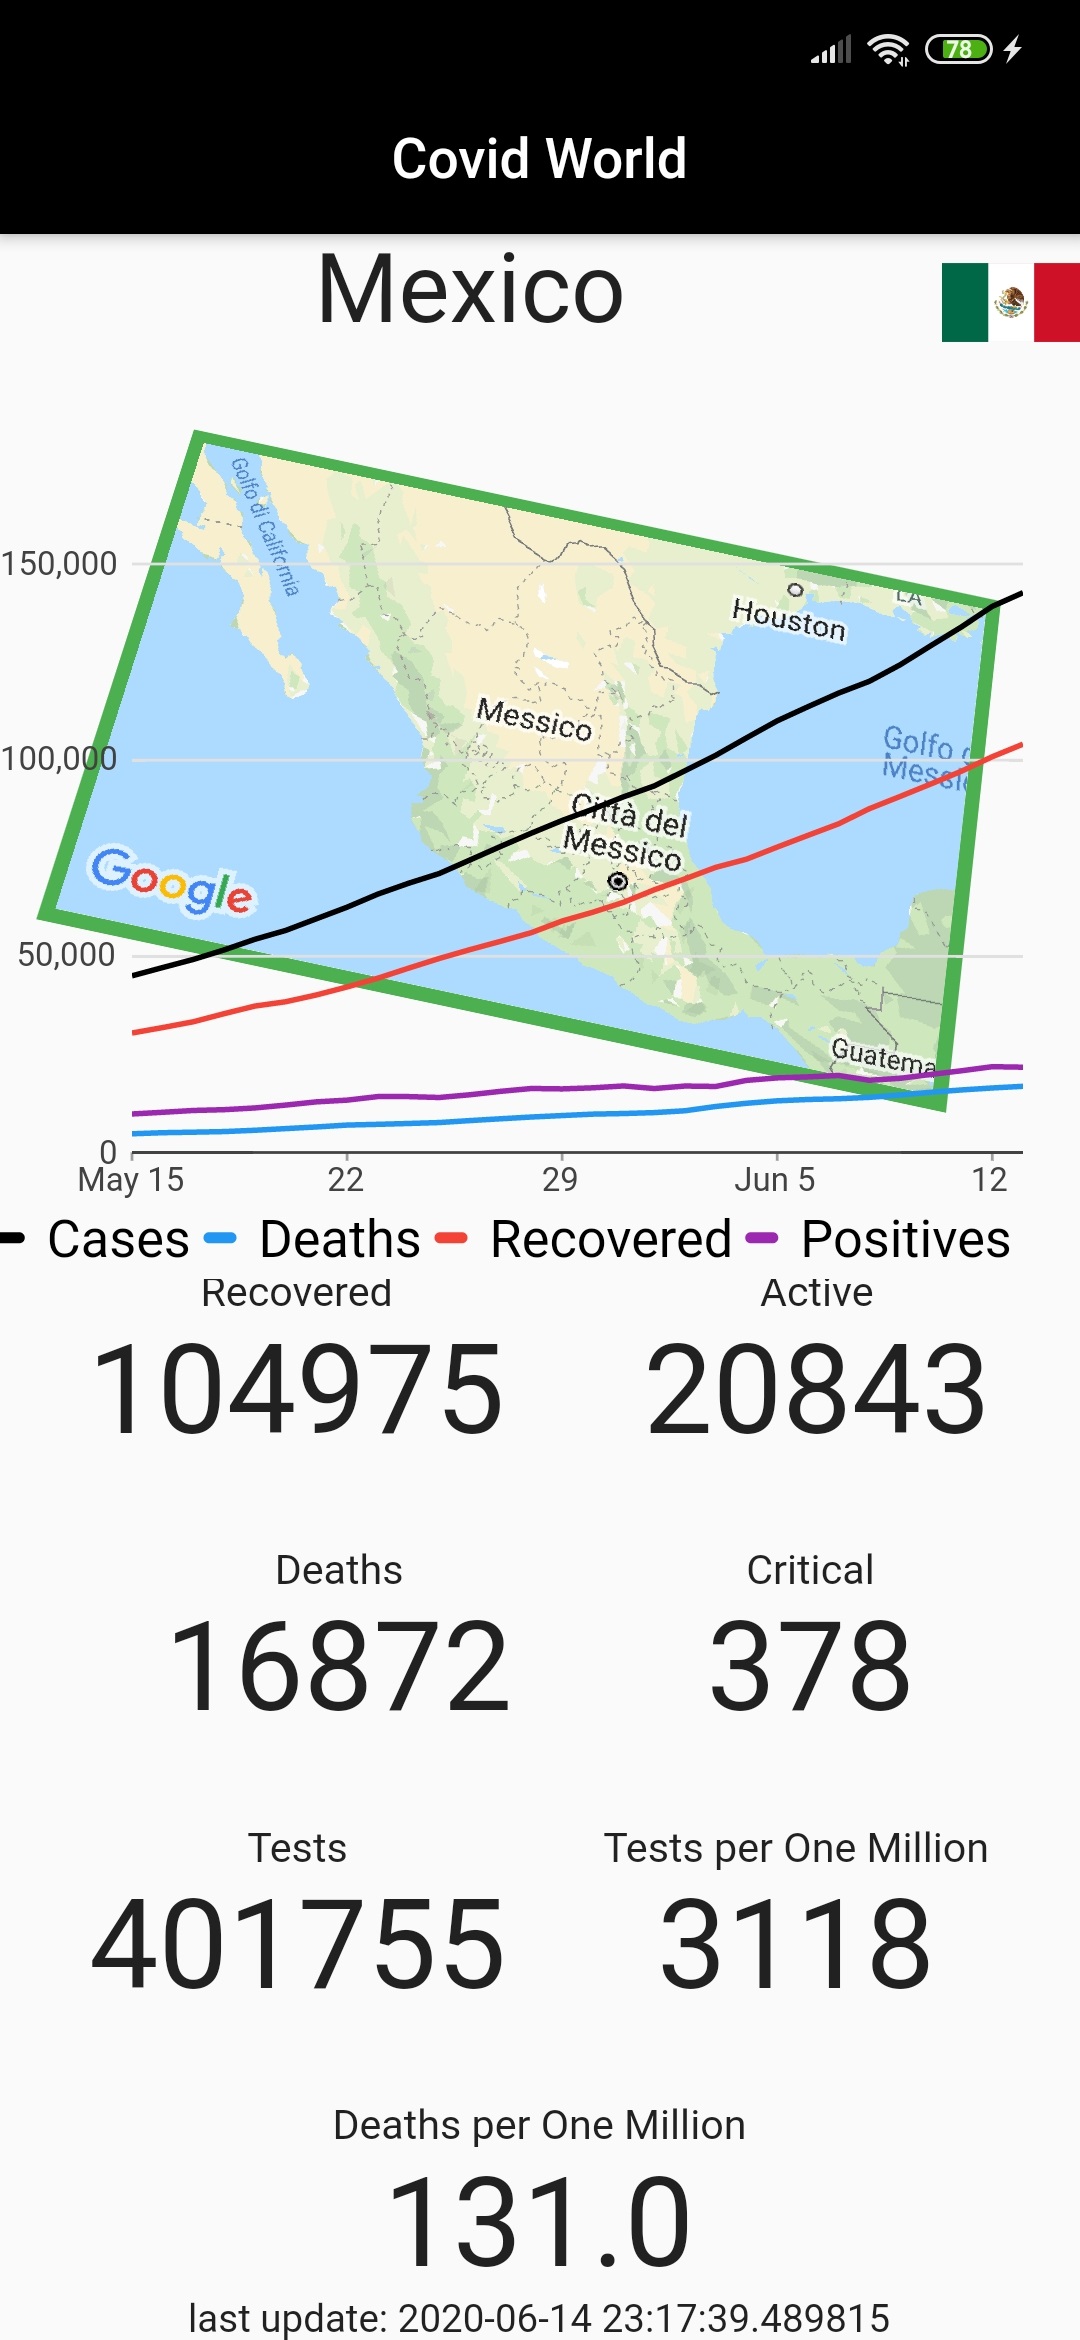 78
Covid World
Mexico
Golfo di California
150,000
LA
Houston
Messico
Golfo
100,000
Città del
Messico
Google
50,000
Guatema
0
May 15 22 29 Jun 5 12
Cases Deaths Recovered Positives
Recovered Active
104975 20843
Deaths Critical
16872 378
Tests Tests per One Million
401755 3118
Deaths per One Million
131.0
last update: 2020-06-14 23:17:39.489815